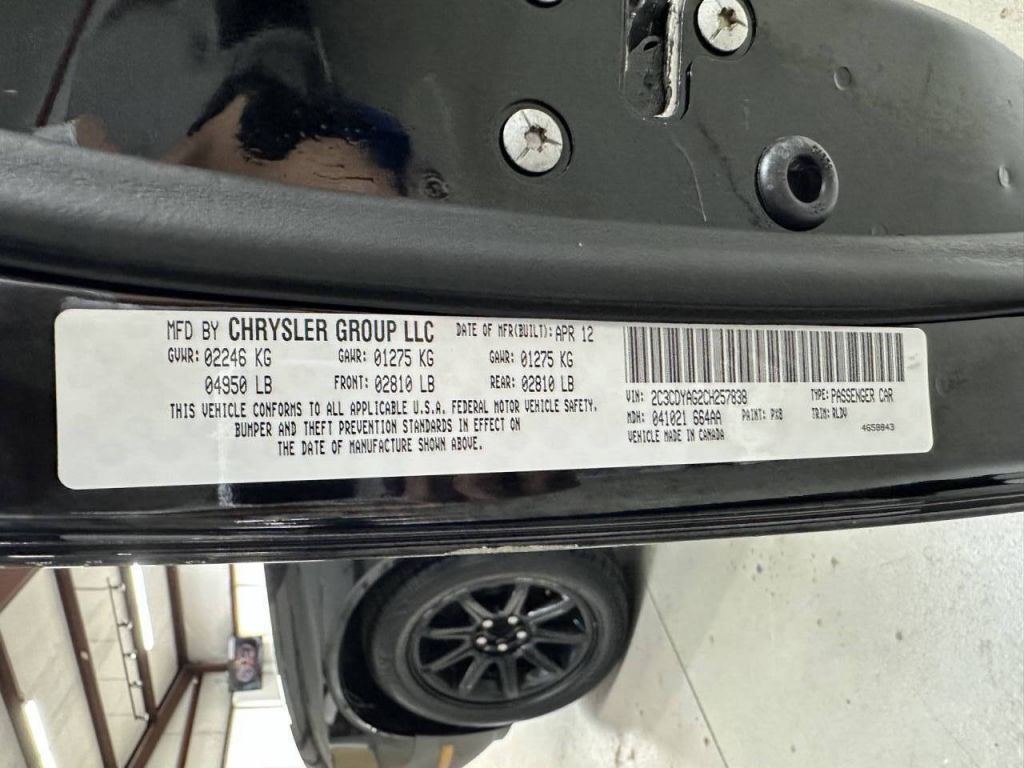 MFD BY CHRYSLER GROUP LLC DATE OF MFR(BUILT): APR 12
GVWR: 02246 KG GAWR: 01275 KG GAWR: 01275 KG
04950 LB FRONT: 02810 LB REAR: 02810 LB
THIS VEHICLE CONFORMS TO ALL APPLICABLE U.S.A. FEDERAL MOTOR VEHICLE SAFETY.
BUMPER AND THEFT PREVENTION STANDARDS IN EFFECT ON
THE DATE OF MANUFACTURE SHOWN ABOVE.
VIN: 2C3CDYAG2CH257838 TYPE: PASSENGER CAR
MDH: 041021 664AA PAINT: PX8 TRIM: RLDV
VEHICLE MADE IN CANADA 4658843